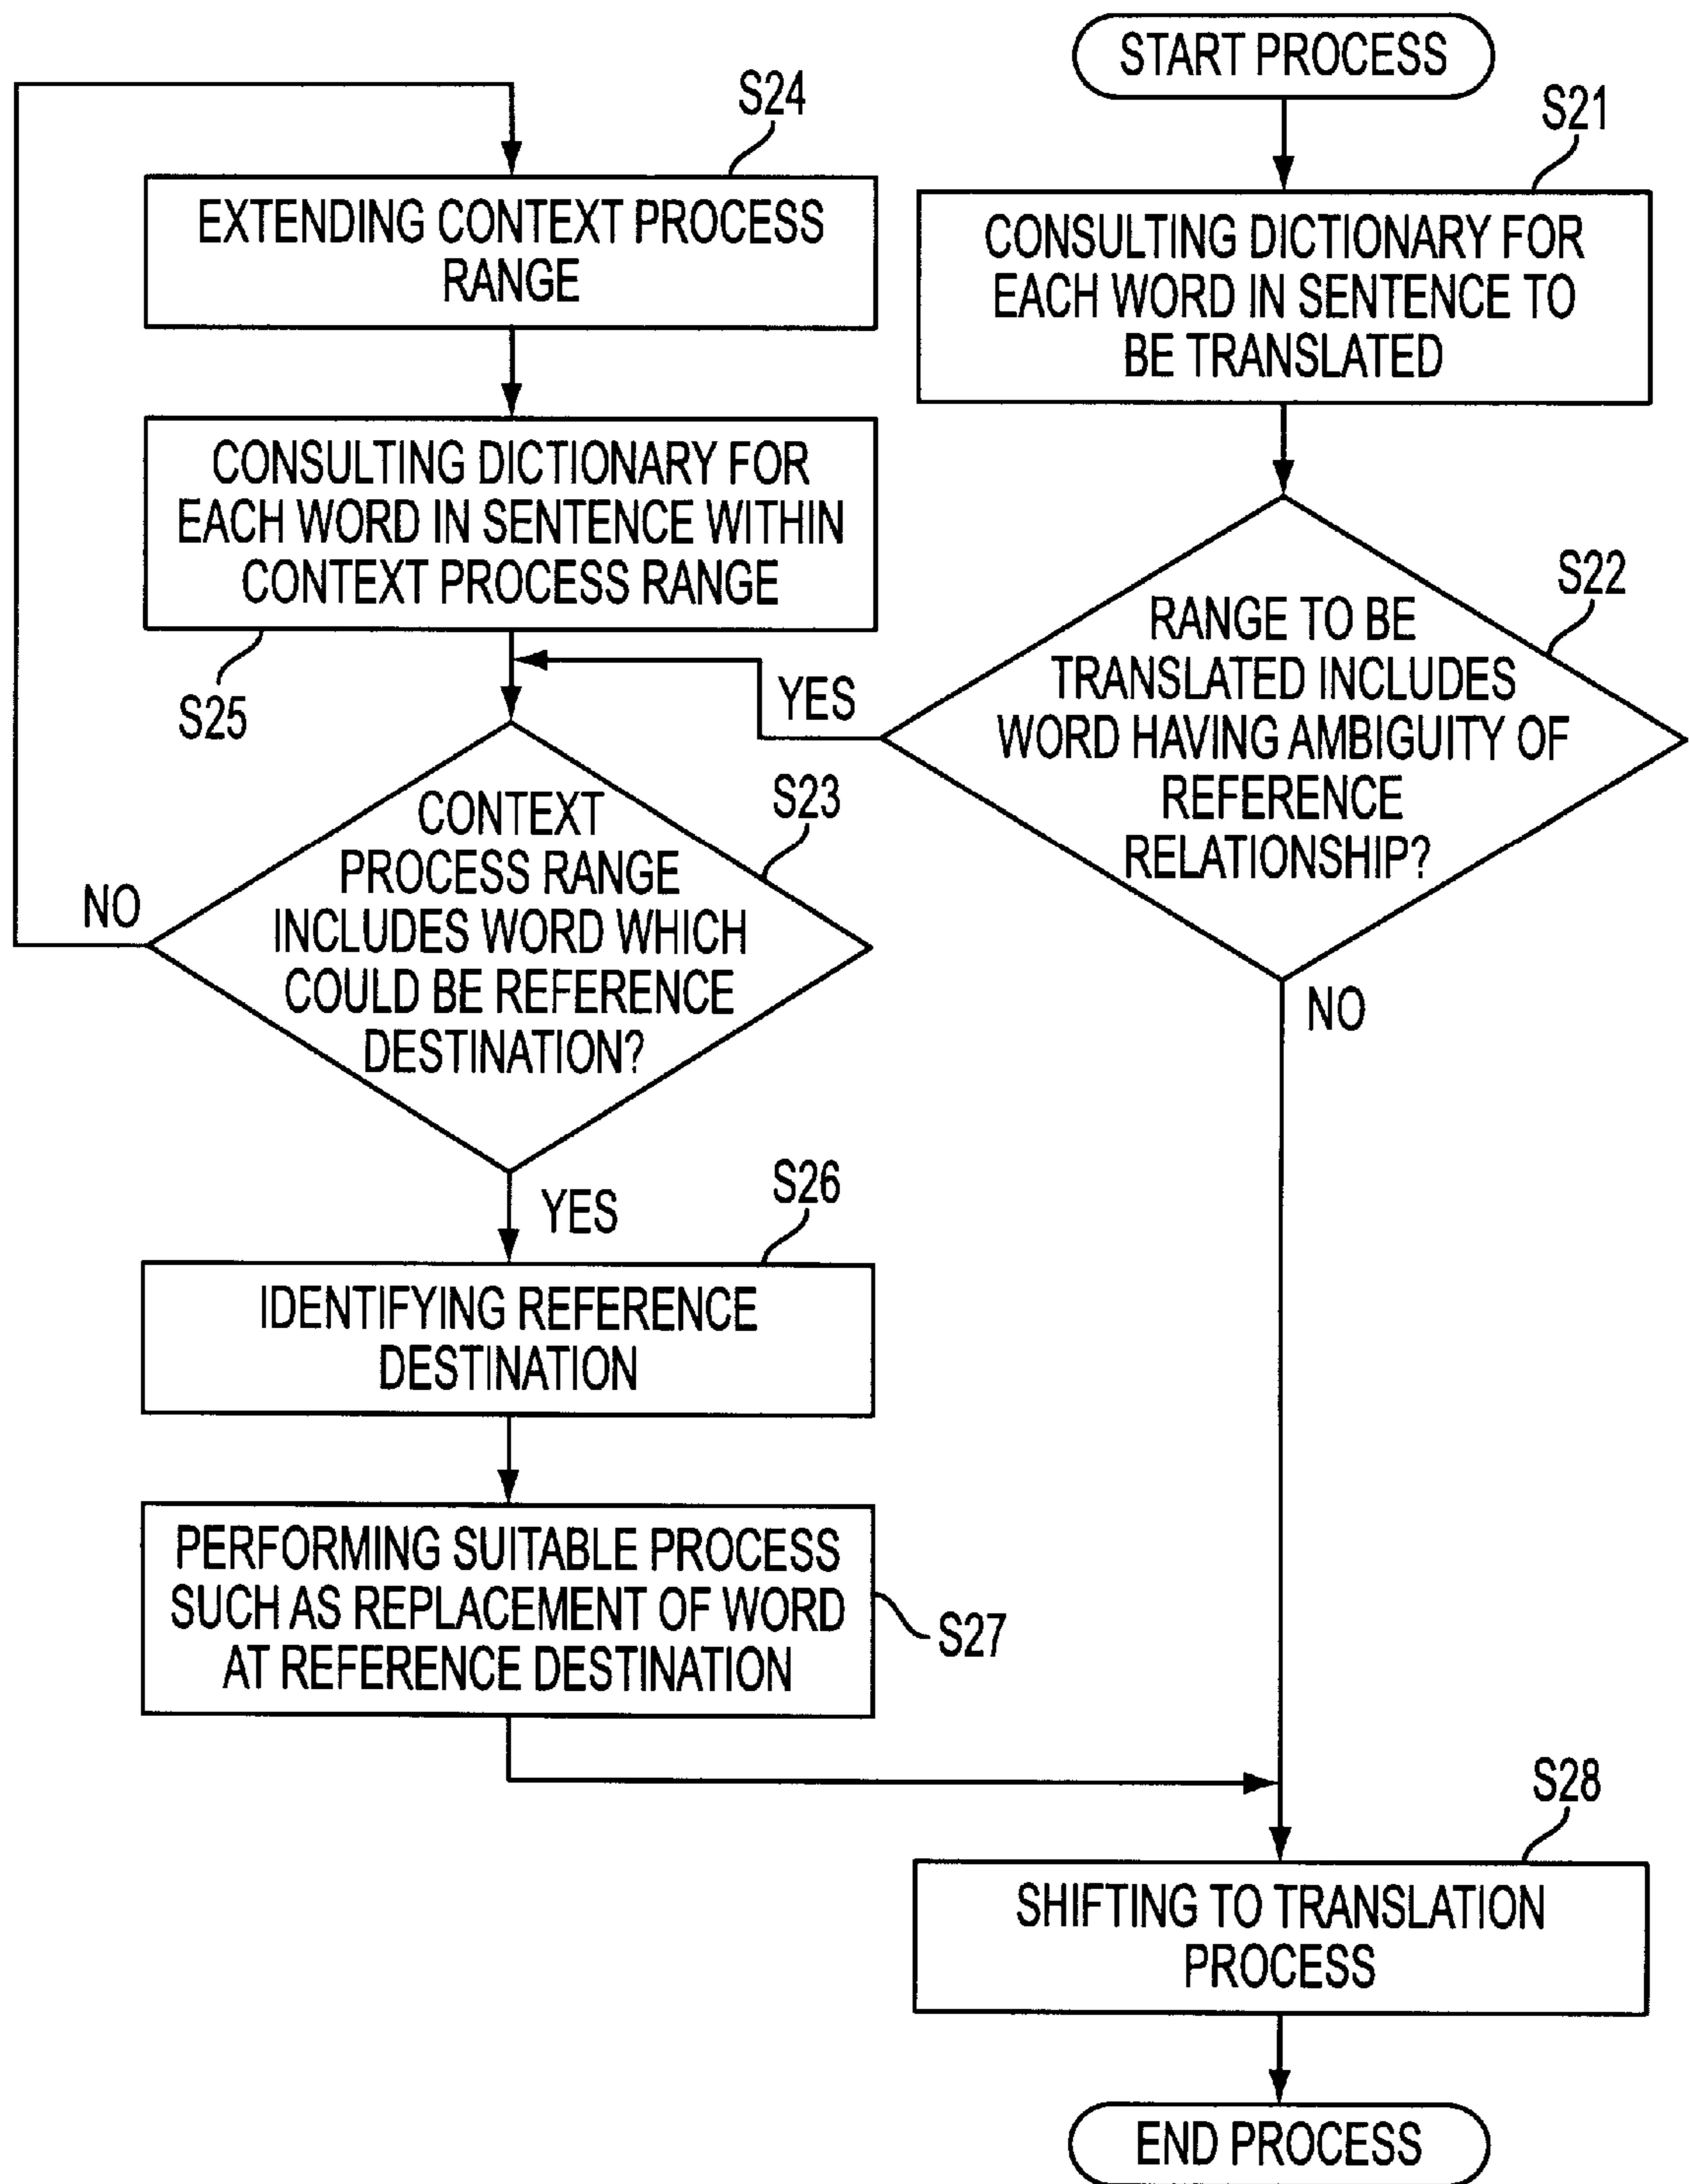 START PROCESS
S21
CONSULTING DICTIONARY FOR
EACH WORD IN SENTENCE TO
BE TRANSLATED
S22
RANGE TO BE
TRANSLATED INCLUDES
WORD HAVING AMBIGUITY OF
REFERENCE
RELATIONSHIP?
YES
NO
S24
EXTENDING CONTEXT PROCESS
RANGE
CONSULTING DICTIONARY FOR
EACH WORD IN SENTENCE WITHIN
CONTEXT PROCESS RANGE
S25
S23
CONTEXT
PROCESS RANGE
INCLUDES WORD WHICH
COULD BE REFERENCE
DESTINATION?
NO
YES
S26
IDENTIFYING REFERENCE
DESTINATION
PERFORMING SUITABLE PROCESS
SUCH AS REPLACEMENT OF WORD
AT REFERENCE DESTINATION
S27
S28
SHIFTING TO TRANSLATION
PROCESS
END PROCESS